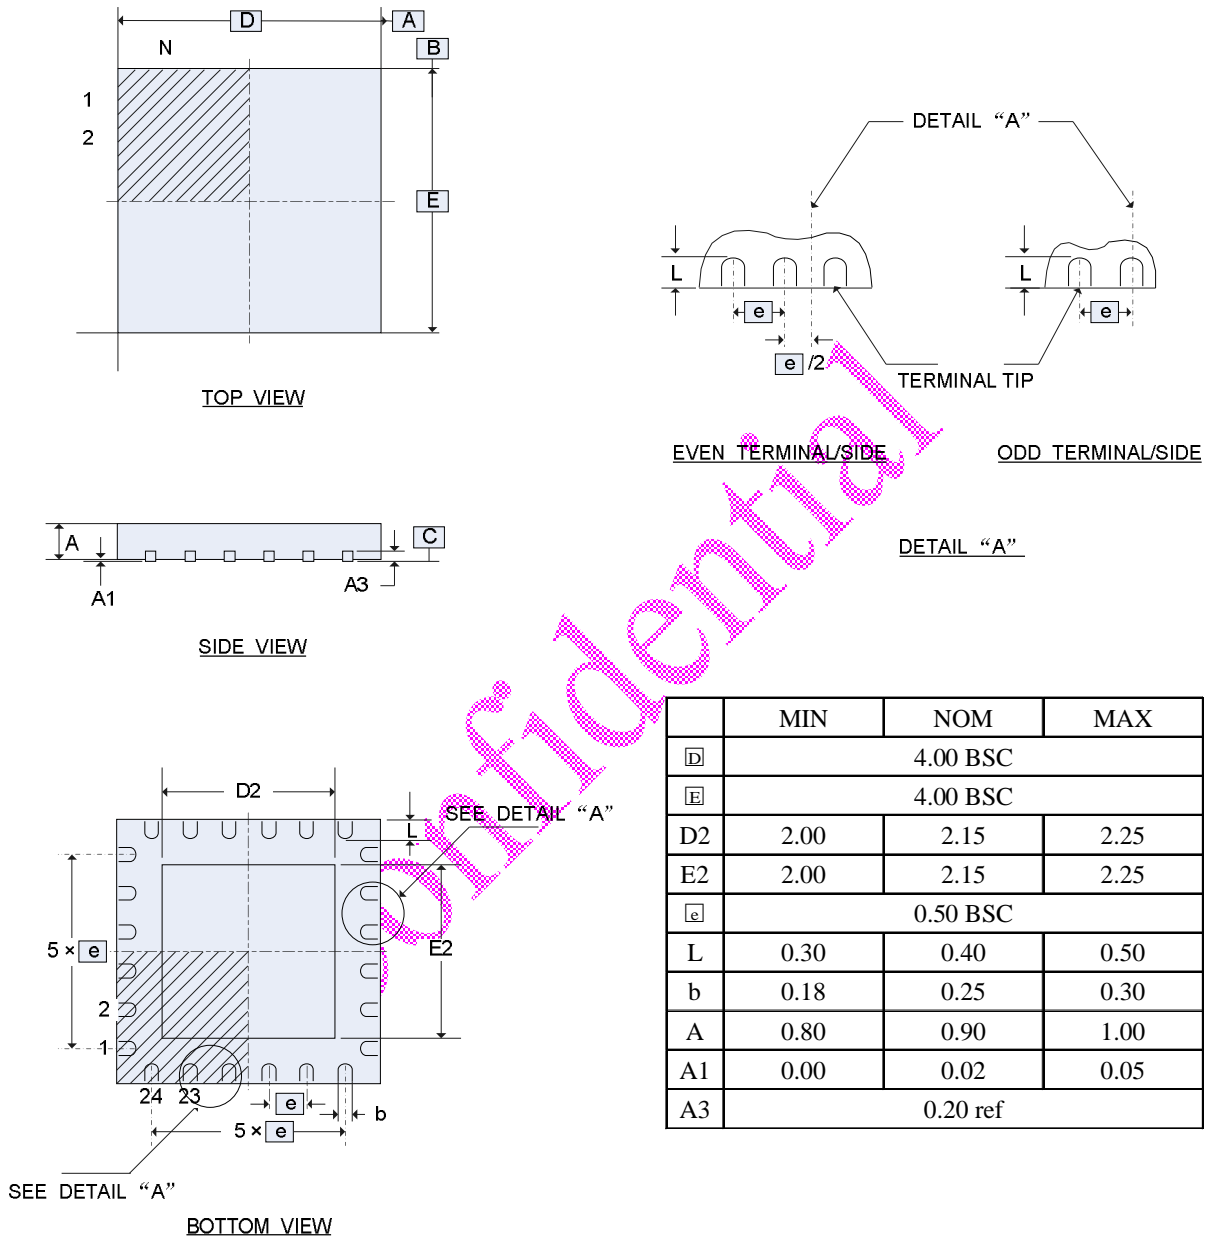 D
A
N
B
1
2
E
TOP VIEW
DETAIL “A”
L
e
e /2
L
e
TERMINAL TIP
EVEN TERMINAL/SIDE
ODD TERMINAL/SIDE
DETAIL “A”
A
A1
A3
C
SIDE VIEW
Confidential
D2
L
SEE DETAIL “A”
5 × e
E2
2
1
24 23
e
b
5 × e
SEE DETAIL “A”
BOTTOM VIEW
MIN NOM MAX
D 4.00 BSC
E 4.00 BSC
D2 2.00 2.15 2.25
E2 2.00 2.15 2.25
e 0.50 BSC
L 0.30 0.40 0.50
b 0.18 0.25 0.30
A 0.80 0.90 1.00
A1 0.00 0.02 0.05
A3 0.20 ref